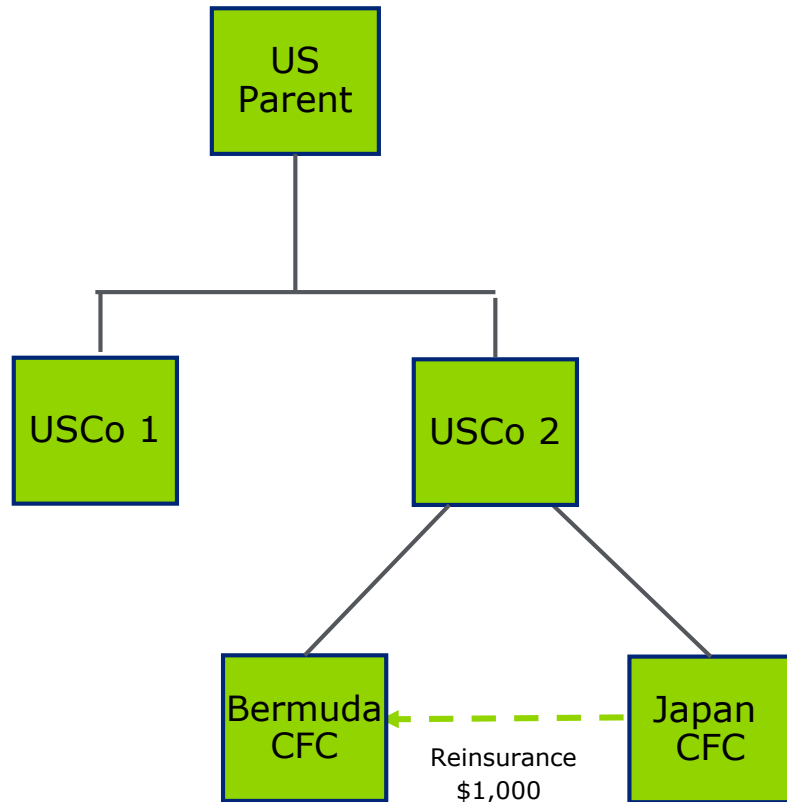 US
Parent
USCo 1
USCo 2
Bermuda
CFC
Japan
CFC
Reinsurance
$1,000